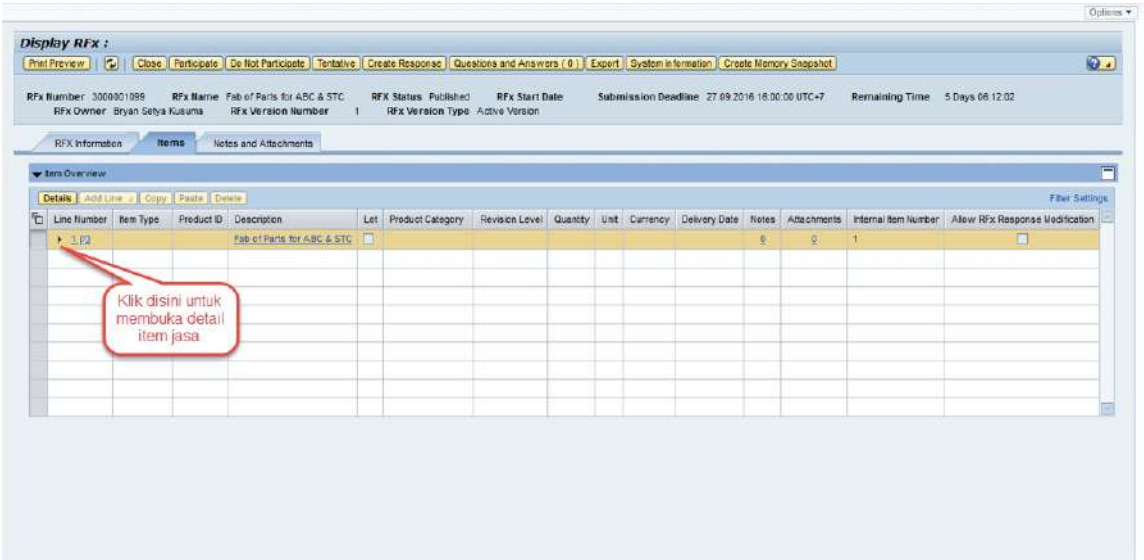 Options
Display RFx :
Print Preview Close Participate Do Not Participate Tentative Create Response Questions and Answers ( 0 ) Export System Information Create Memory Snapshot
RFx Number 3000001099 RFx Name Fab of Parts for ABC & STC RFX Status Published RFx Start Date Submission Deadline 27.09.2016 16:00:00 UTC+7 Remaining Time 5 Days 06:12:02
RFx Owner Bryan Setya Kusuma RFx Version Number 1 RFx Version Type Active Version
RFX Information Items Notes and Attachments
Item Overview
Details Add Line Copy Paste Delete Filter Settings
Line Number Item Type Product ID Description Lot Product Category Revision Level Quantity Unit Currency Delivery Date Notes Attachments Internal Item Number Allow RFx Response Modification
Fab of Parts for ABC & STC 0 0 1
Klik disini untuk
membuka detail
item jasa